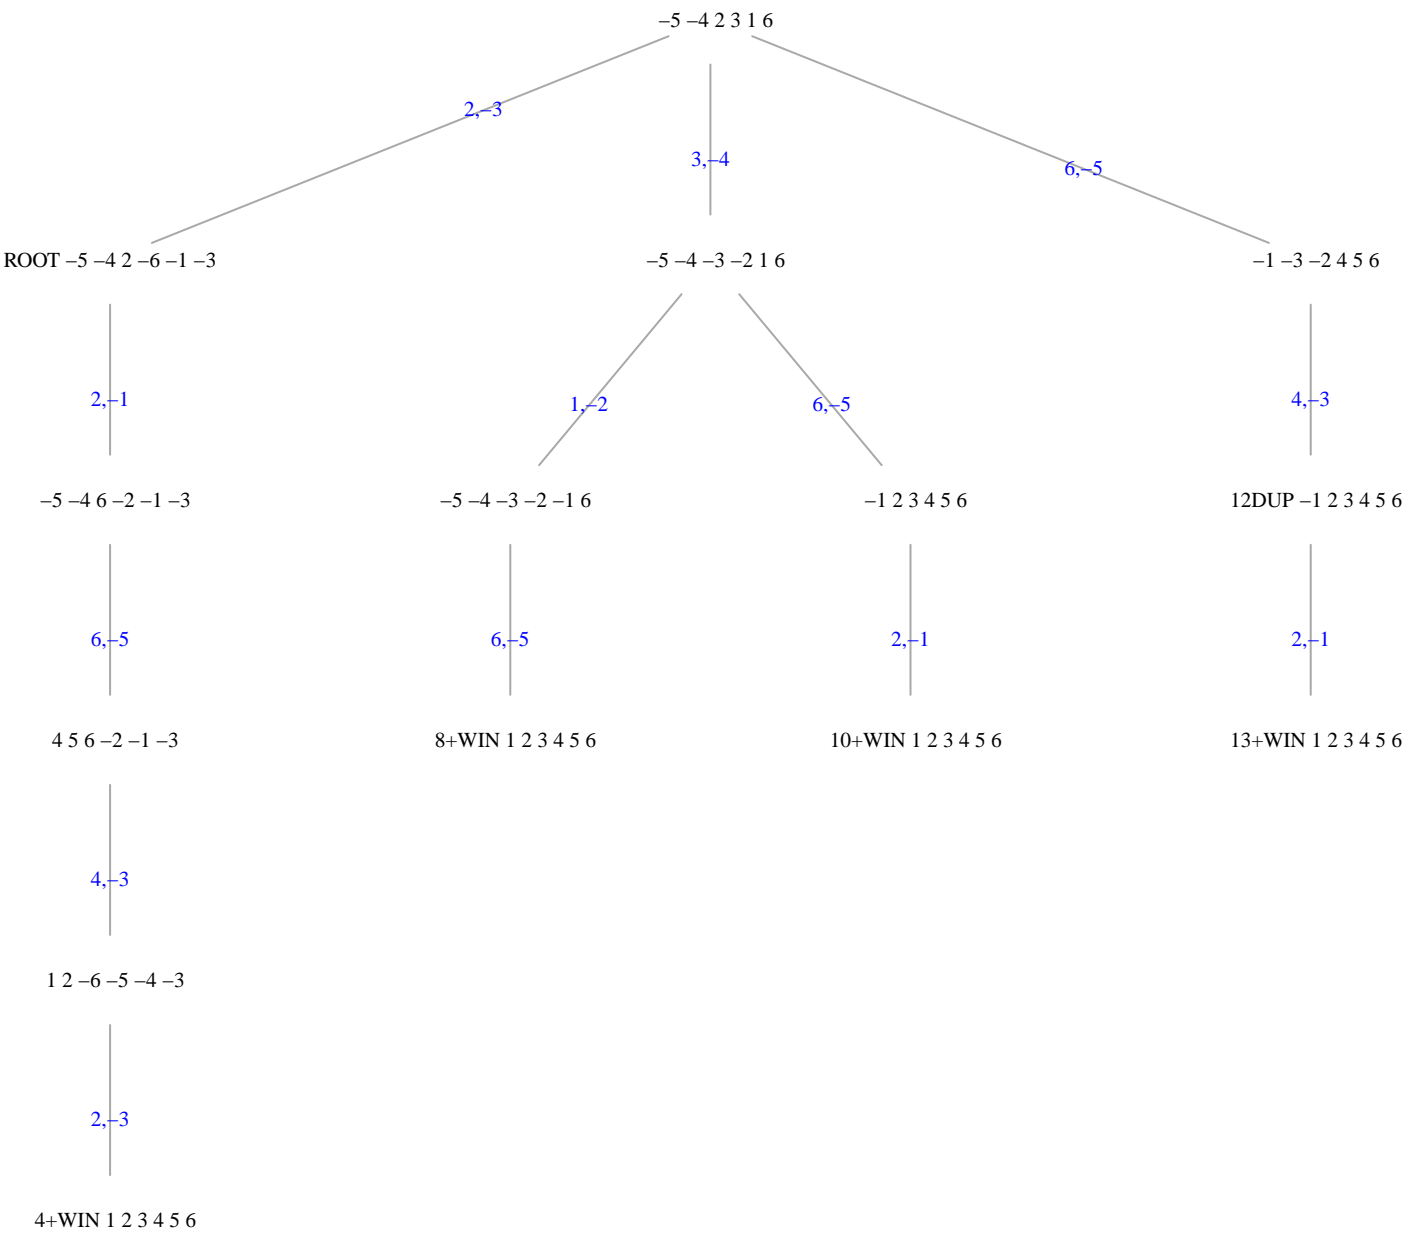 –5 –4 2 3 1 6
2,–3
3,–4
6,–5
ROOT –5 –4 2 –6 –1 –3
–5 –4 –3 –2 1 6
–1 –3 –2 4 5 6
2,–1
1,–2
6,–5
4,–3
–5 –4 6 –2 –1 –3
–5 –4 –3 –2 –1 6
–1 2 3 4 5 6
12DUP –1 2 3 4 5 6
6,–5
6,–5
2,–1
2,–1
4 5 6 –2 –1 –3
8+WIN 1 2 3 4 5 6
10+WIN 1 2 3 4 5 6
13+WIN 1 2 3 4 5 6
4,–3
1 2 –6 –5 –4 –3
2,–3
4+WIN 1 2 3 4 5 6